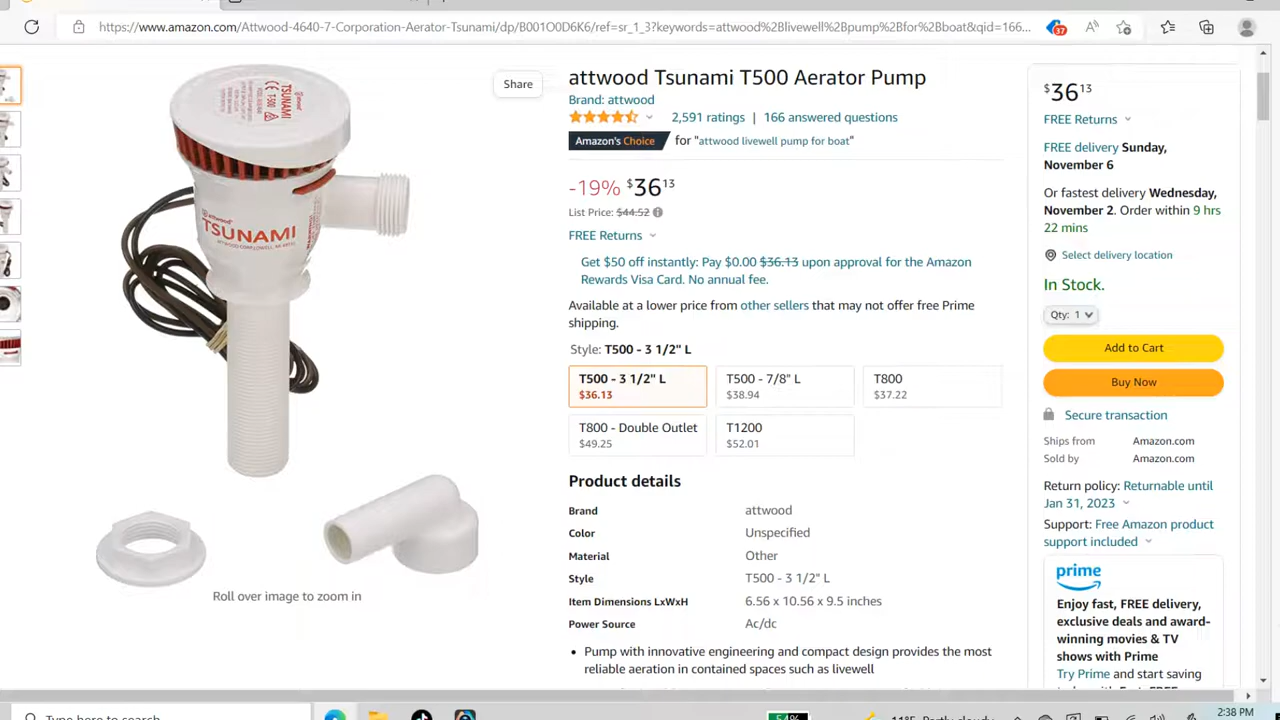 https://www.amazon.com/Attwood-4640-7-Corporation-Aerator-Tsunami/dp/B001O0D6K6/ref=sr_1_3?keywords=attwood%2Blivewell%2Bpump%2Bfor%2Bboat&qid=166...
37
Share
attwood Tsunami T500 Aerator Pump
Brand: attwood
2,591 ratings | 166 answered questions
Amazon's Choice for "attwood livewell pump for boat"
-19% $36 13
List Price: $44.52
FREE Returns
Get $50 off instantly: Pay $0.00 $36.13 upon approval for the Amazon
Rewards Visa Card. No annual fee.
Available at a lower price from other sellers that may not offer free Prime
shipping.
Style: T500 - 3 1/2" L
T500 - 3 1/2" L
$36.13
T500 - 7/8" L
$38.94
T800
$37.22
T800 - Double Outlet
$49.25
T1200
$52.01
Product details
Brand attwood
Color Unspecified
Material Other
Style T500 - 3 1/2" L
Item Dimensions LxWxH 6.56 x 10.56 x 9.5 inches
Power Source Ac/dc
• Pump with innovative engineering and compact design provides the most
reliable aeration in contained spaces such as livewell
TSUNAMI
T-500
attwood
TSUNAMI
Roll over image to zoom in
$36 13
FREE Returns
FREE delivery Sunday,
November 6
Or fastest delivery Wednesday,
November 2. Order within 9 hrs
22 mins
Select delivery location
In Stock.
Qty: 1
Add to Cart
Buy Now
Secure transaction
Ships from Amazon.com
Sold by Amazon.com
Return policy: Returnable until
Jan 31, 2023
Support: Free Amazon product
support included
prime
Enjoy fast, FREE delivery,
exclusive deals and award-
winning movies & TV
shows with Prime
Try Prime and start saving
Type here to search
54%
11°F Partly cloudy
2:38 PM